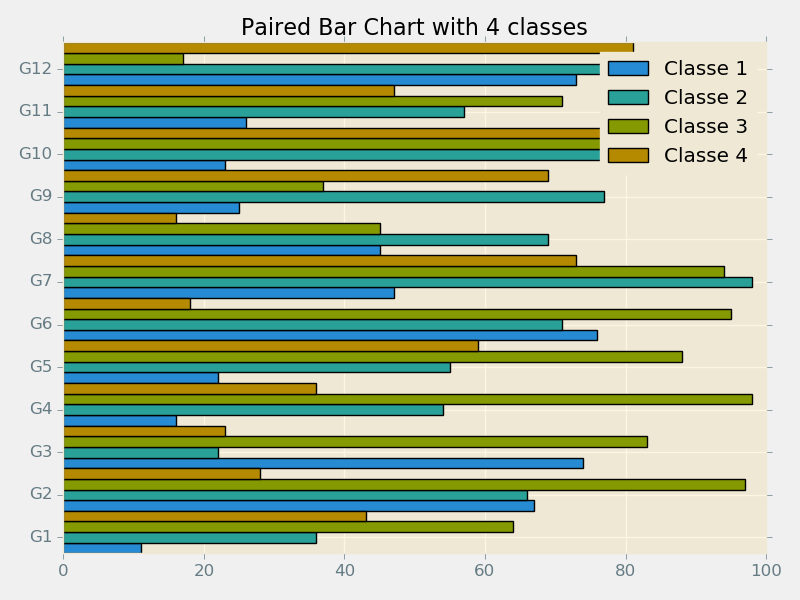 Paired Bar Chart with 4 classes
G12
G11
G10
G9
G8
G7
G6
G5
G4
G3
G2
G1
Classe 1
Classe 2
Classe 3
Classe 4
0 20 40 60 80 100